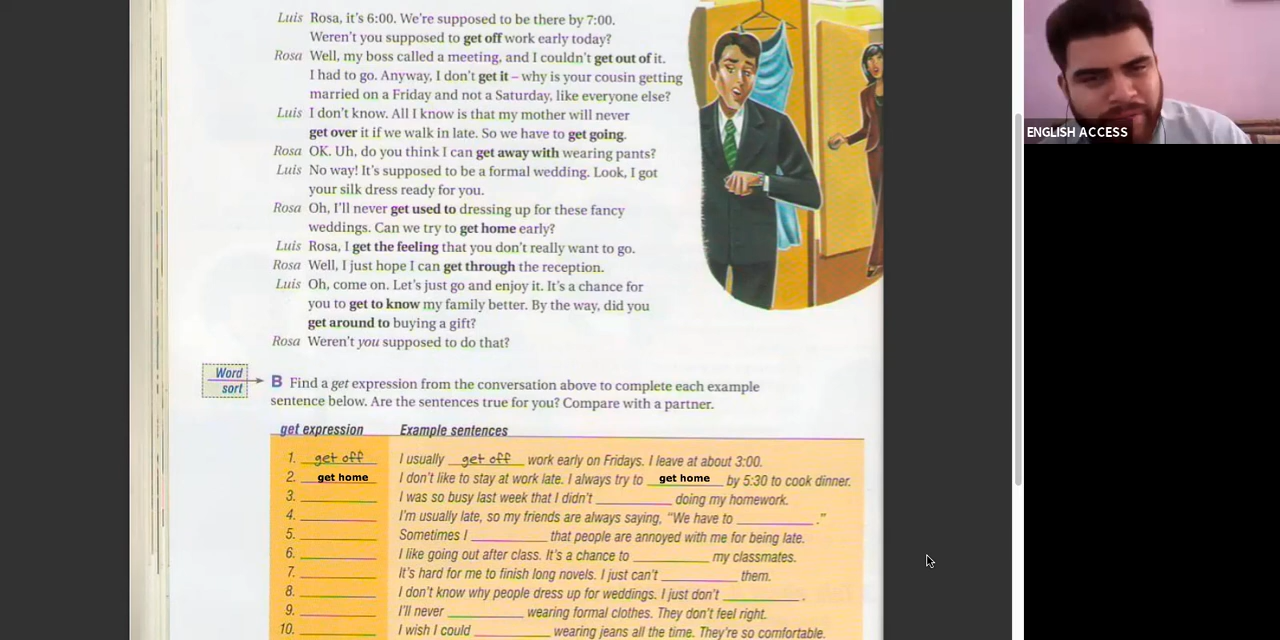 Luis Rosa, it's 6:00. We're supposed to be there by 7:00.
Weren't you supposed to get off work early today?
Rosa Well, my boss called a meeting, and I couldn't get out of it.
I had to go. Anyway, I don't get it – why is your cousin getting
married on a Friday and not a Saturday, like everyone else?
Luis I don't know. All I know is that my mother will never
get over it if we walk in late. So we have to get going.
Rosa OK. Uh, do you think I can get away with wearing pants?
Luis No way! It's supposed to be a formal wedding. Look, I got
your silk dress ready for you.
Rosa Oh, I'll never get used to dressing up for these fancy
weddings. Can we try to get home early?
Luis Rosa, I get the feeling that you don't really want to go.
Rosa Well, I just hope I can get through the reception.
Luis Oh, come on. Let's just go and enjoy it. It's a chance for
you to get to know my family better. By the way, did you
get around to buying a gift?
Rosa Weren't you supposed to do that?
Word
sort
B Find a get expression from the conversation above to complete each example
sentence below. Are the sentences true for you? Compare with a partner.
get expression Example sentences
1. get off I usually get off work early on Fridays. I leave at about 3:00.
2. get home I don't like to stay at work late. I always try to get home by 5:30 to cook dinner.
3. ________ I was so busy last week that I didn't ________ doing my homework.
4. ________ I'm usually late, so my friends are always saying, "We have to ________."
5. ________ Sometimes I ________ that people are annoyed with me for being late.
6. ________ I like going out after class. It's a chance to ________ my classmates.
7. ________ It's hard for me to finish long novels. I just can't ________ them.
8. ________ I don't know why people dress up for weddings. I just don't ________.
9. ________ I'll never ________ wearing formal clothes. They don't feel right.
10. ________ I wish I could ________ wearing jeans all the time. They're so comfortable.
ENGLISH ACCESS